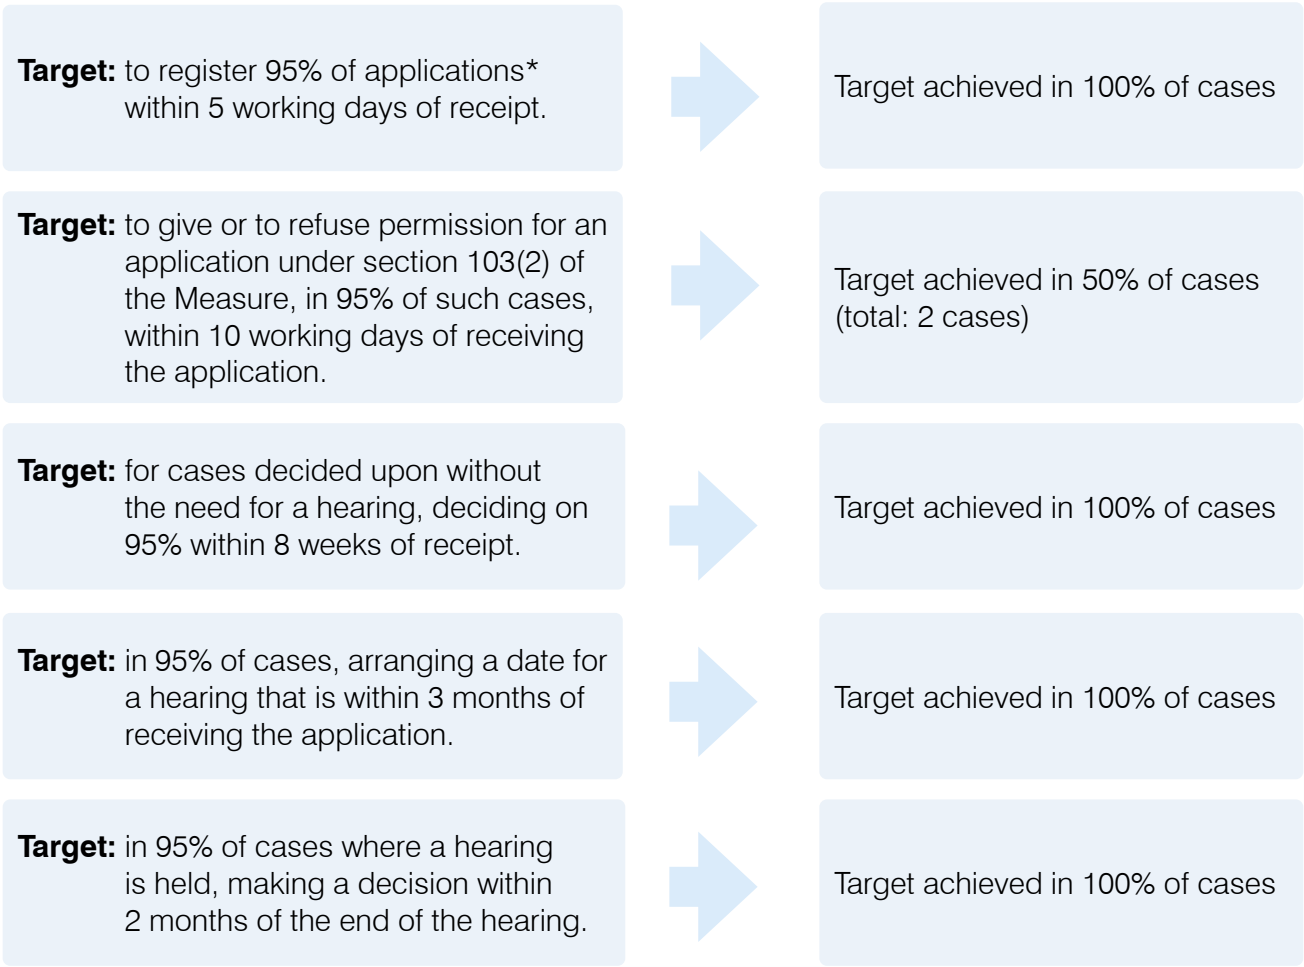 Target: to register 95% of applications*
within 5 working days of receipt.
Target achieved in 100% of cases
Target: to give or to refuse permission for an
application under section 103(2) of
the Measure, in 95% of such cases,
within 10 working days of receiving
the application.
Target achieved in 50% of cases
(total: 2 cases)
Target: for cases decided upon without
the need for a hearing, deciding on
95% within 8 weeks of receipt.
Target achieved in 100% of cases
Target: in 95% of cases, arranging a date for
a hearing that is within 3 months of
receiving the application.
Target achieved in 100% of cases
Target: in 95% of cases where a hearing
is held, making a decision within
2 months of the end of the hearing.
Target achieved in 100% of cases